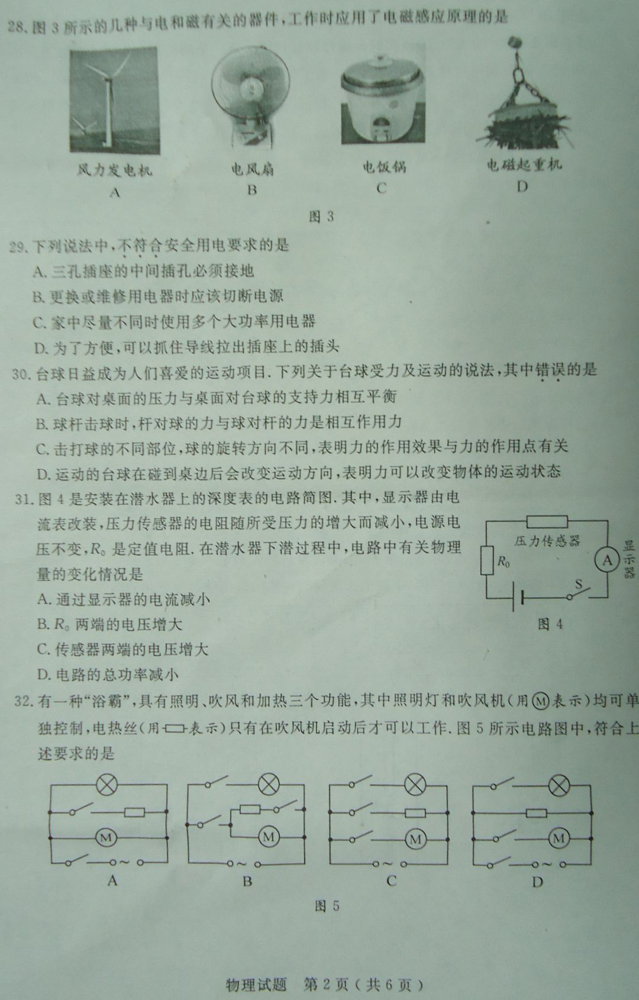 28. 图 3 所示的几种与电和磁有关的器件,工作时应用了电磁感应原理的是
风力发电机 电风扇 电饭锅 电磁起重机
A B C D
图 3
29. 下列说法中,不符合安全用电要求的是
A. 三孔插座的中间插孔必须接地
B. 更换或维修用电器时应该切断电源
C. 家中尽量不同时使用多个大功率用电器
D. 为了方便,可以抓住导线拉出插座上的插头
30. 台球日益成为人们喜爱的运动项目. 下列关于台球受力及运动的说法,其中错误的是
A. 台球对桌面的压力与桌面对台球的支持力相互平衡
B. 球杆击球时,杆对球的力与球对杆的力是相互作用力
C. 击打球的不同部位,球的旋转方向不同,表明力的作用效果与力的作用点有关
D. 运动的台球在碰到桌边后会改变运动方向,表明力可以改变物体的运动状态
31. 图 4 是安装在潜水器上的深度表的电路简图. 其中,显示器由电
流表改装,压力传感器的电阻随所受压力的增大而减小,电源电
压不变,R₀ 是定值电阻. 在潜水器下潜过程中,电路中有关物理
量的变化情况是
A. 通过显示器的电流减小
B. R₀ 两端的电压增大
C. 传感器两端的电压增大
D. 电路的总功率减小
压力传感器
R₀
A
显示器
S
图 4
32. 有一种“浴霸”,具有照明、吹风和加热三个功能,其中照明灯和吹风机(用Ⓜ表示)均可单
独控制,电热丝(用表示)只有在吹风机启动后才可以工作. 图 5 所示电路图中,符合上
述要求的是
M M M M
~ ~ ~ ~
A B C D
图 5
物理试题 第 2 页 ( 共 6 页 )